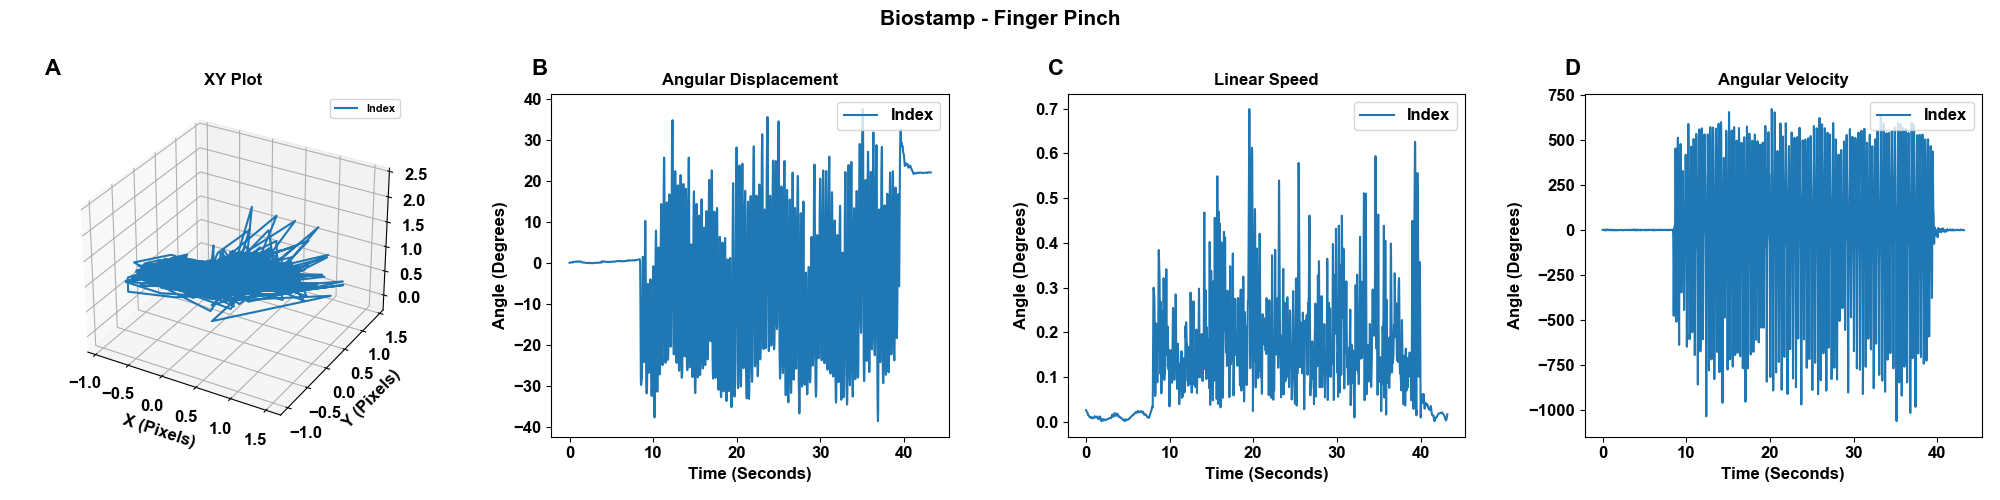 Biostamp - Finger Pinch
A
XY Plot
Index
2.5
2.0
1.5
1.0
0.5
0.0
−1.0
−0.5
0.0
0.5
1.0
1.5
X (Pixels)
1.5
1.0
0.5
0.0
−0.5
−1.0
Y (Pixels)
B
Angular Displacement
Index
40
30
20
10
0
−10
−20
−30
−40
Angle (Degrees)
0 10 20 30 40
Time (Seconds)
C
Linear Speed
Index
0.7
0.6
0.5
0.4
0.3
0.2
0.1
0.0
Angle (Degrees)
0 10 20 30 40
Time (Seconds)
D
Angular Velocity
Index
750
500
250
0
−250
−500
−750
−1000
Angle (Degrees)
0 10 20 30 40
Time (Seconds)